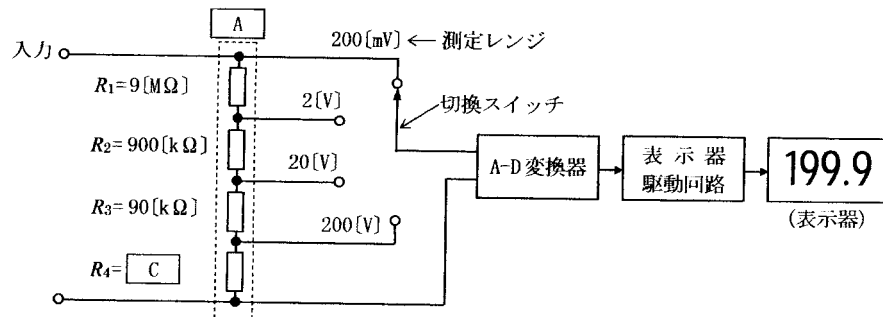 A
200〔mV〕← 測定レンジ
入力
R₁=9〔MΩ〕
2〔V〕
切換スイッチ
R₂=900〔kΩ〕
20〔V〕
A-D変換器
表 示 器
駆動回路
199.9
(表示器)
R₃=90〔kΩ〕
200〔V〕
R₄= C